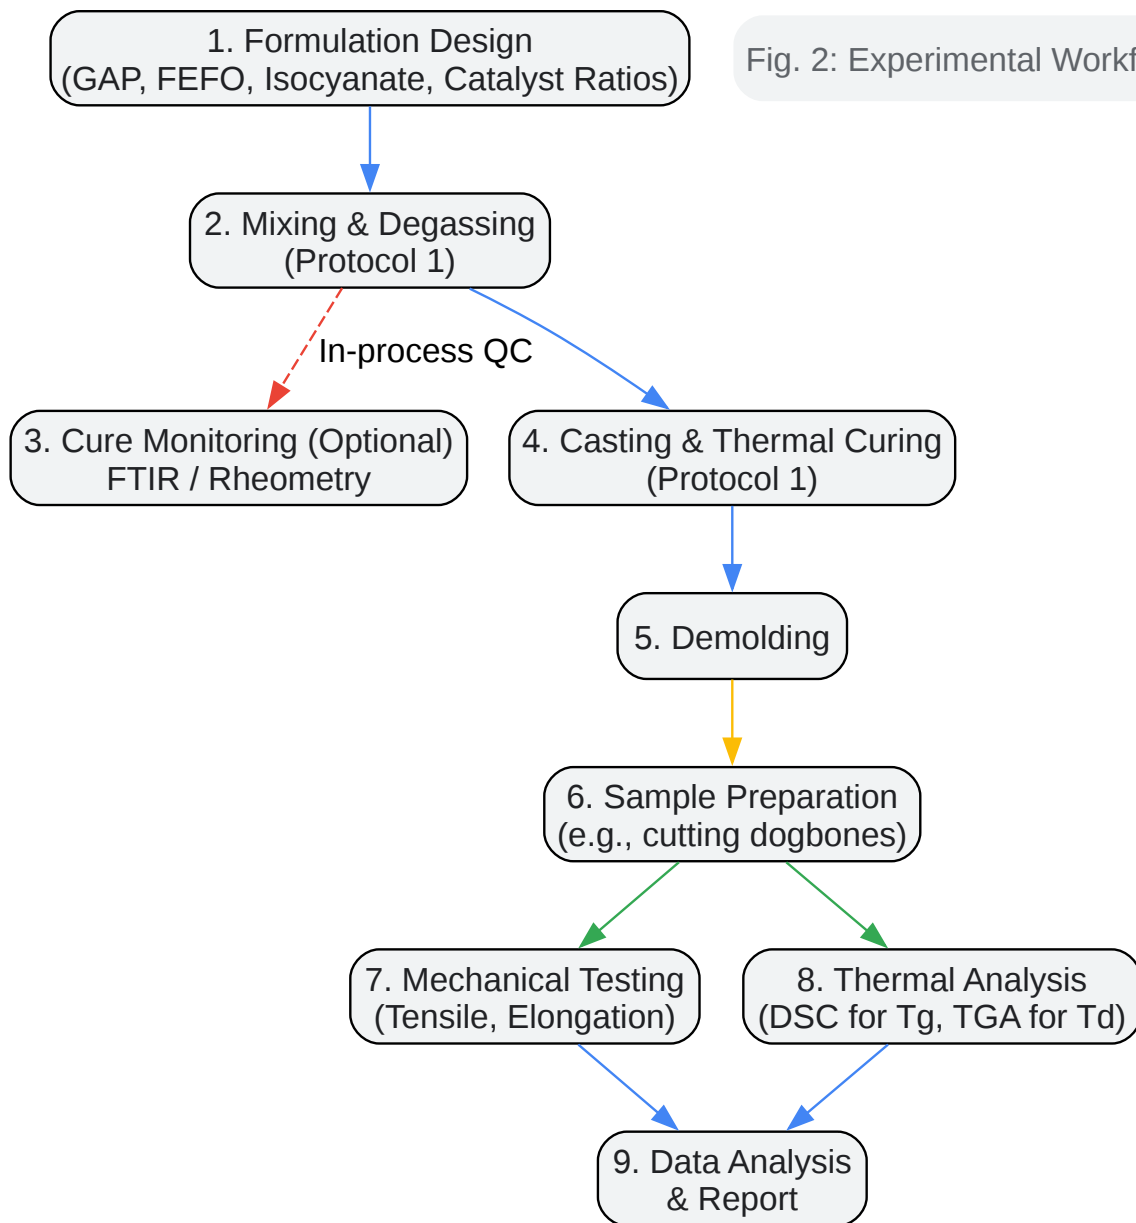 1. Formulation Design
(GAP, FEFO, Isocyanate, Catalyst Ratios)
Fig. 2: Experimental Workf
2. Mixing & Degassing
(Protocol 1)
In-process QC
3. Cure Monitoring (Optional)
FTIR / Rheometry
4. Casting & Thermal Curing
(Protocol 1)
5. Demolding
6. Sample Preparation
(e.g., cutting dogbones)
7. Mechanical Testing
(Tensile, Elongation)
8. Thermal Analysis
(DSC for Tg, TGA for Td)
9. Data Analysis
& Report